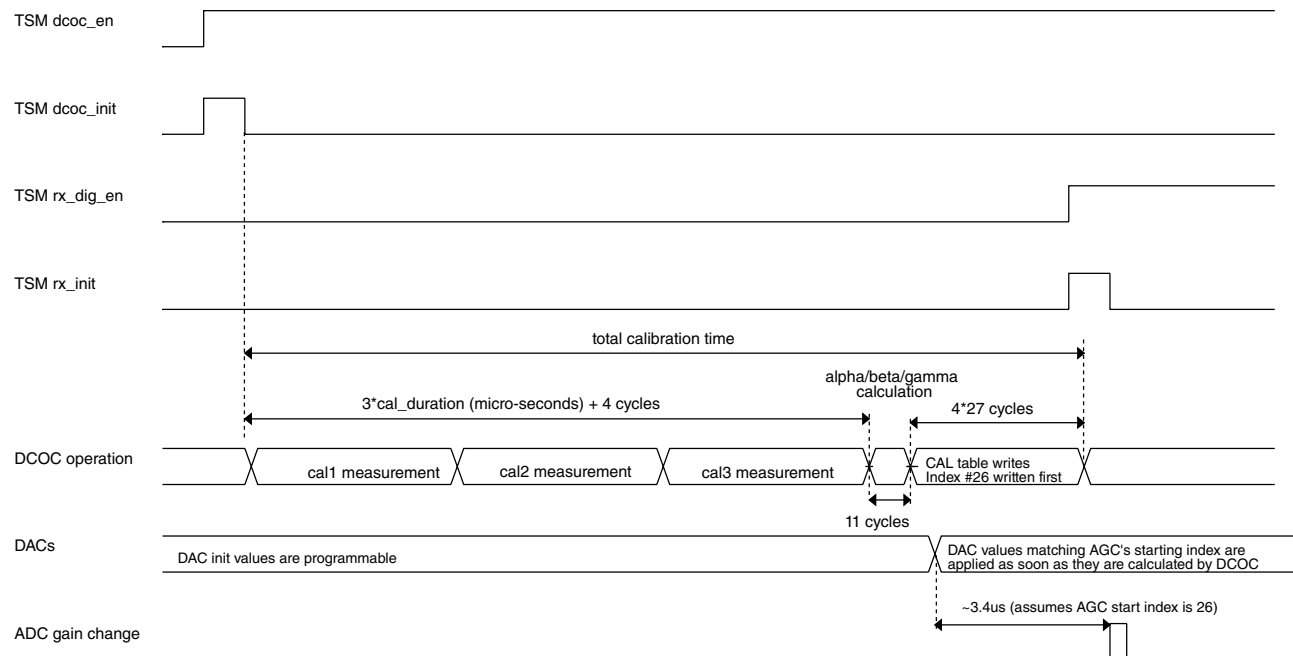 TSM dcoc_en
TSM dcoc_init
TSM rx_dig_en
TSM rx_init
total calibration time
alpha/beta/gamma
calculation
3*cal_duration (micro-seconds) + 4 cycles
4*27 cycles
DCOC operation
cal1 measurement
cal2 measurement
cal3 measurement
CAL table writes
Index #26 written first
11 cycles
DACs
DAC init values are programmable
DAC values matching AGC's starting index are
applied as soon as they are calculated by DCOC
~3.4us (assumes AGC start index is 26)
ADC gain change